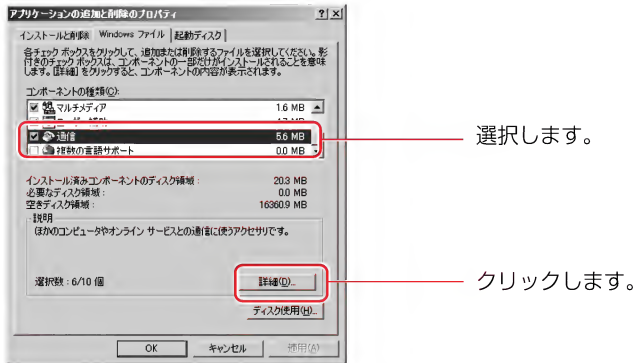 アプリケーションの追加と削除のプロパティ
インストールと削除 Windows ファイル 起動ディスク
各チェック ボックスをクリックして、追加または削除するファイルを選択してください。影
付きのチェック ボックスは、コンポーネントの一部だけがインストールされることを意味
します。[詳細] をクリックすると、コンポーネントの内容が表示されます。
コンポーネントの種類(C):
マルチメディア 1.6 MB
通信 5.6 MB
選択します。
複数の言語サポート 0.0 MB
インストール済みコンポーネントのディスク領域 : 20.3 MB
必要なディスク領域 : 0.0 MB
空きディスク領域 : 16360.9 MB
説明
ほかのコンピュータやオンライン サービスとの通信に使うアクセサリです。
選択数 : 6/10 個
詳細(D)...
クリックします。
ディスク使用(H)...
OK キャンセル 適用(A)